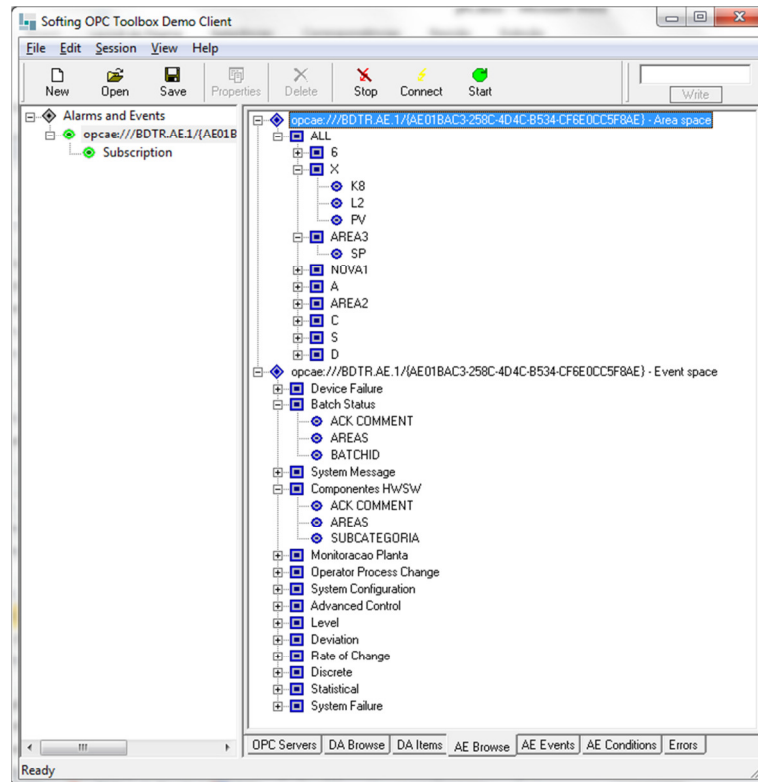 Softing OPC Toolbox Demo Client
File Edit Session View Help
New Open Save Properties Delete Stop Connect Start Write
Alarms and Events
opcae:///BDTR.AE.1/{AE01B
Subscription
opcae:///BDTR.AE.1/{AE01BAC3-258C-4D4C-B534-CF6E0CC5F8AE} - Area space
ALL
6
X
K8
L2
PV
AREA3
SP
NOVA1
A
AREA2
C
S
D
opcae:///BDTR.AE.1/{AE01BAC3-258C-4D4C-B534-CF6E0CC5F8AE} - Event space
Device Failure
Batch Status
ACK COMMENT
AREAS
BATCHID
System Message
Componentes HWSW
ACK COMMENT
AREAS
SUBCATEGORIA
Monitoracao Planta
Operator Process Change
System Configuration
Advanced Control
Level
Deviation
Rate of Change
Discrete
Statistical
System Failure
OPC Servers DA Browse DA Items AE Browse AE Events AE Conditions Errors
Ready